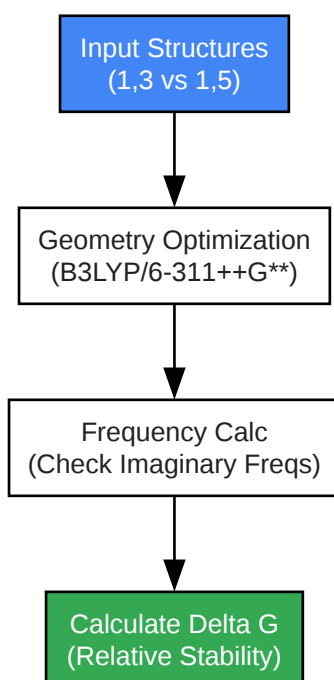 Input Structures
(1,3 vs 1,5)
Geometry Optimization
(B3LYP/6-311++G**)
Frequency Calc
(Check Imaginary Freqs)
Calculate Delta G
(Relative Stability)